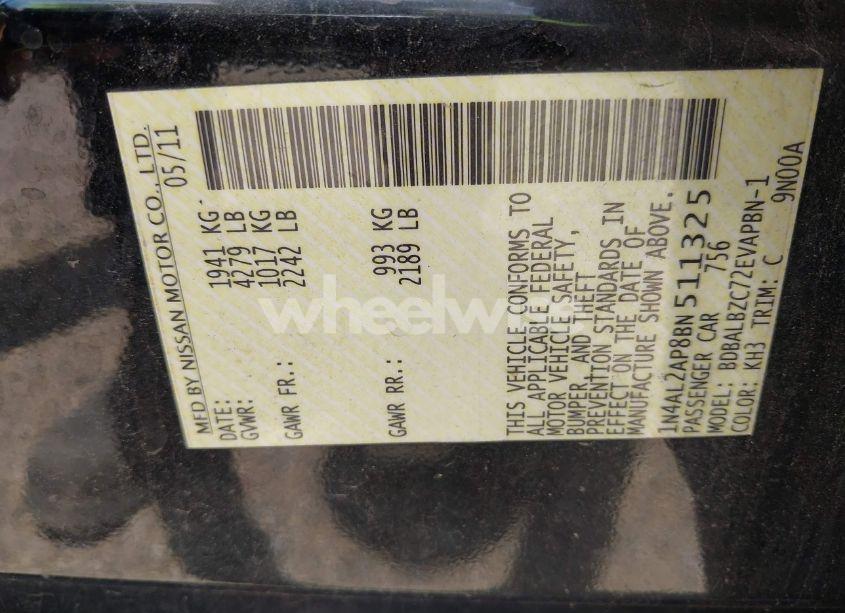 MFD BY NISSAN MOTOR CO., LTD.
DATE: 05/11
GVWR: 1941 KG
4279 LB
GAWR FR.: 1017 KG
2242 LB
GAWR RR.: 993 KG
2189 LB
THIS VEHICLE CONFORMS TO
ALL APPLICABLE FEDERAL
MOTOR VEHICLE SAFETY,
BUMPER, AND THEFT
PREVENTION STANDARDS IN
EFFECT ON THE DATE OF
MANUFACTURE SHOWN ABOVE.
1N4AL2AP8BN511325
PASSENGER CAR 756
MODEL: BDBALBZC72EVAPBN-1
COLOR: KH3 TRIM: C 9N00A